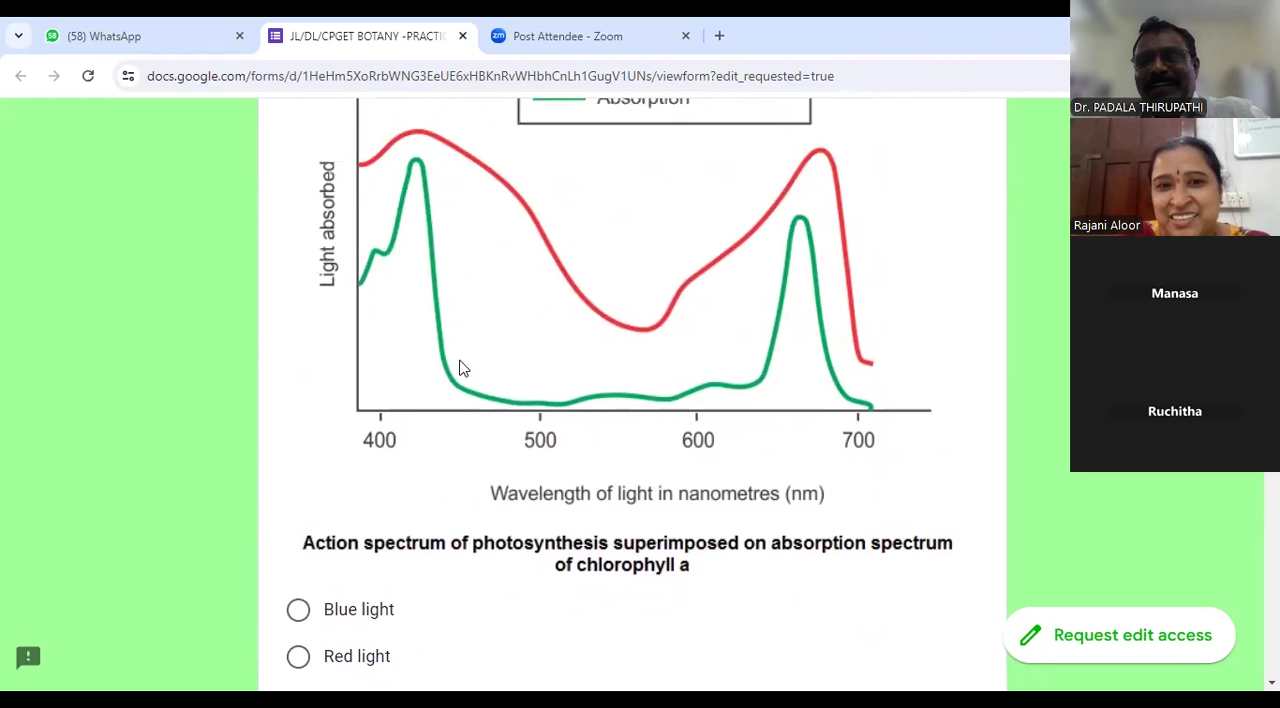 (58) WhatsApp
JL/DL/CPGET BOTANY -PRACTIC
Post Attendee - Zoom
docs.google.com/forms/d/1HeHm5XoRrbWNG3EeUE6xHBKnRvWHbhCnLh1GugV1UNs/viewform?edit_requested=true
Dr. PADALA THIRUPATHI
Rajani Aloor
Manasa
Ruchitha
Absorption
Light absorbed
400 500 600 700
Wavelength of light in nanometres (nm)
Action spectrum of photosynthesis superimposed on absorption spectrum
of chlorophyll a
Blue light
Red light
Request edit access